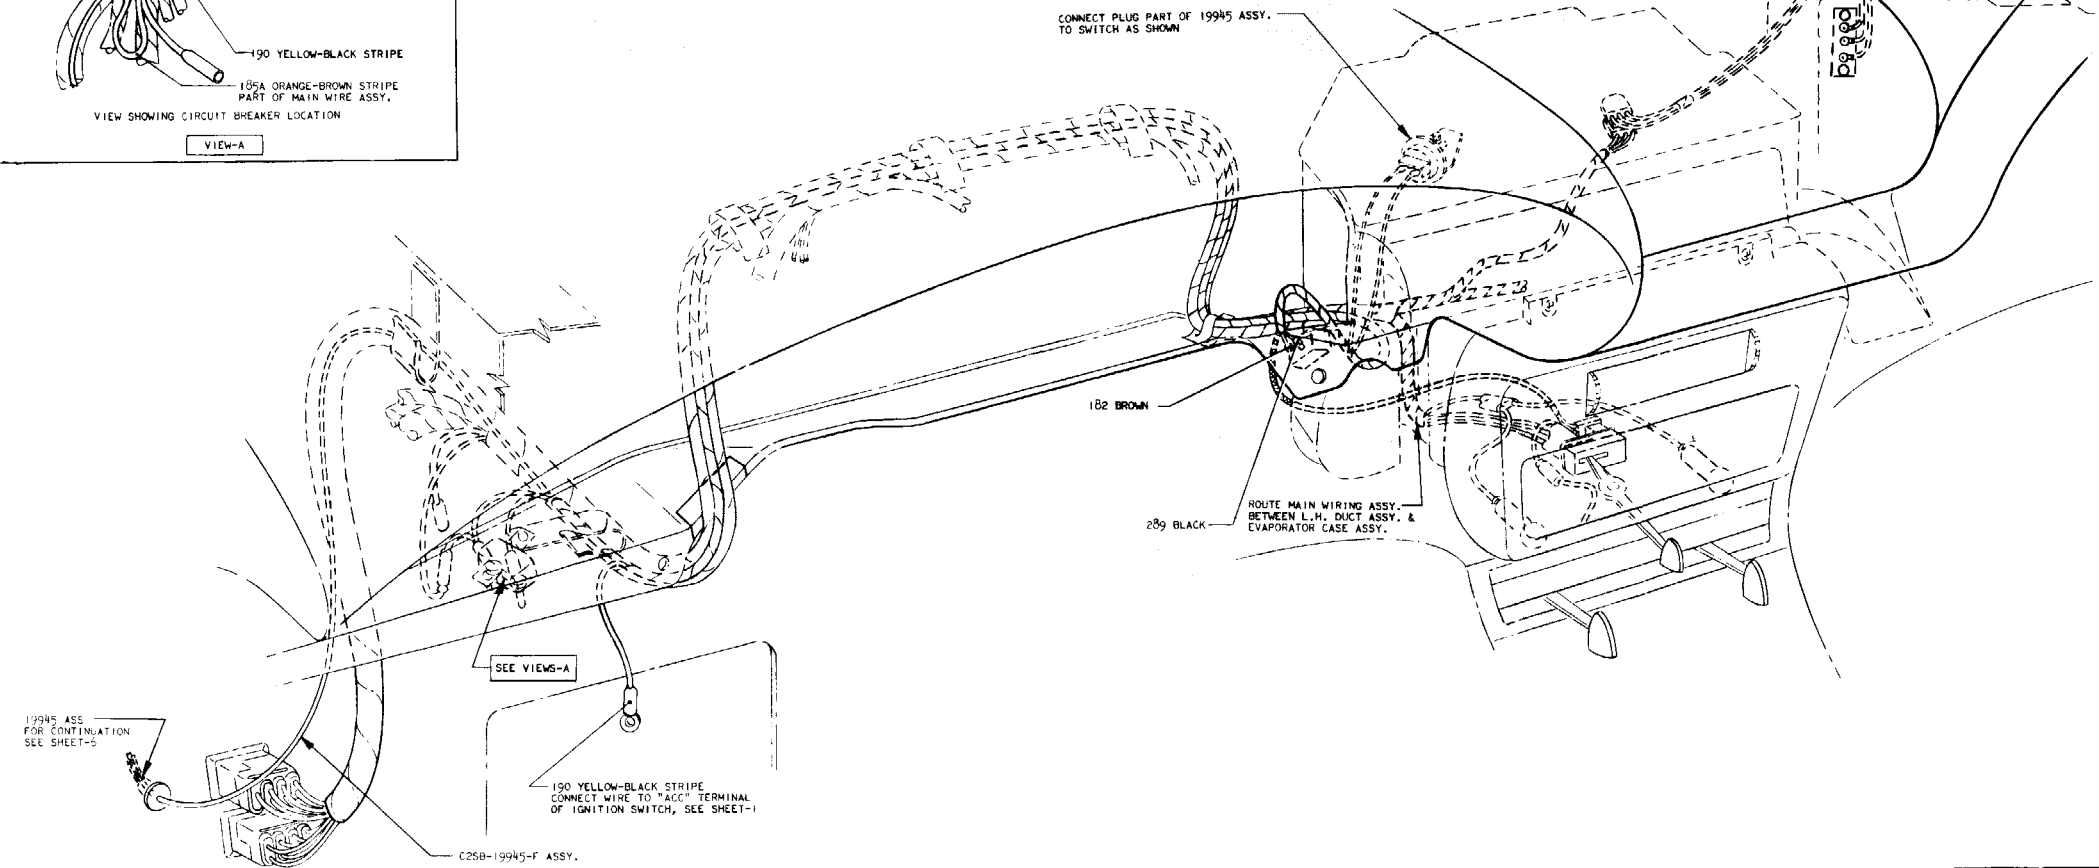 190 YELLOW-BLACK STRIPE
185A ORANGE-BROWN STRIPE
PART OF MAIN WIRE ASSY.
VIEW SHOWING CIRCUIT BREAKER LOCATION
VIEW-A
CONNECT PLUG PART OF 19945 ASSY.
TO SWITCH AS SHOWN
182 BROWN
289 BLACK
ROUTE MAIN WIRING ASSY.
BETWEEN L.H. DUCT ASSY. &
EVAPORATOR CASE ASSY.
SEE VIEWS-A
19945 ASS
FOR CONTINUATION
SEE SHEET-6
190 YELLOW-BLACK STRIPE
CONNECT WIRE TO "ACC" TERMINAL
OF IGNITION SWITCH, SEE SHEET-1
C2SB-19945-F ASSY.